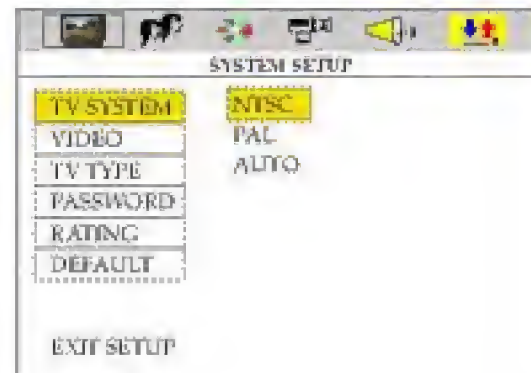 SYSTEM SETUP
TV SYSTEM
NTSC
VIDEO
PAL
TV TYPE
AUTO
PASSWORD
RATING
DEFAULT
EXIT SETUP